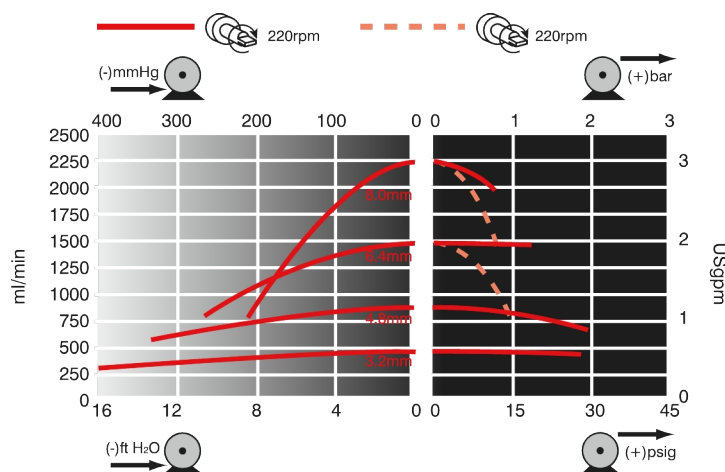 220rpm 220rpm
(-)mmHg (+)bar
400 300 200 100 0 0 1 2 3
2500
2250 3
2000
8.0mm
1750
1500 2
6.4mm
1250
1000
750 4.8mm 1
500
3.2mm
250
0 0
16 12 8 4 0 0 15 30 45
ml/min
USgpm
(-)ft H₂O (+)psig